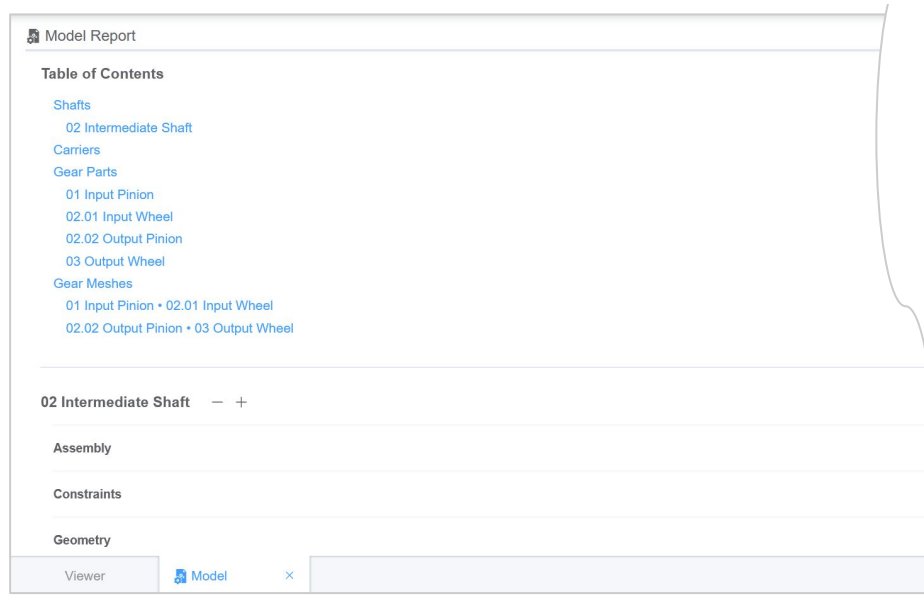 Model Report
Table of Contents
Shafts
02 Intermediate Shaft
Carriers
Gear Parts
01 Input Pinion
02.01 Input Wheel
02.02 Output Pinion
03 Output Wheel
Gear Meshes
01 Input Pinion • 02.01 Input Wheel
02.02 Output Pinion • 03 Output Wheel
02 Intermediate Shaft − +
Assembly
Constraints
Geometry
Viewer Model ×